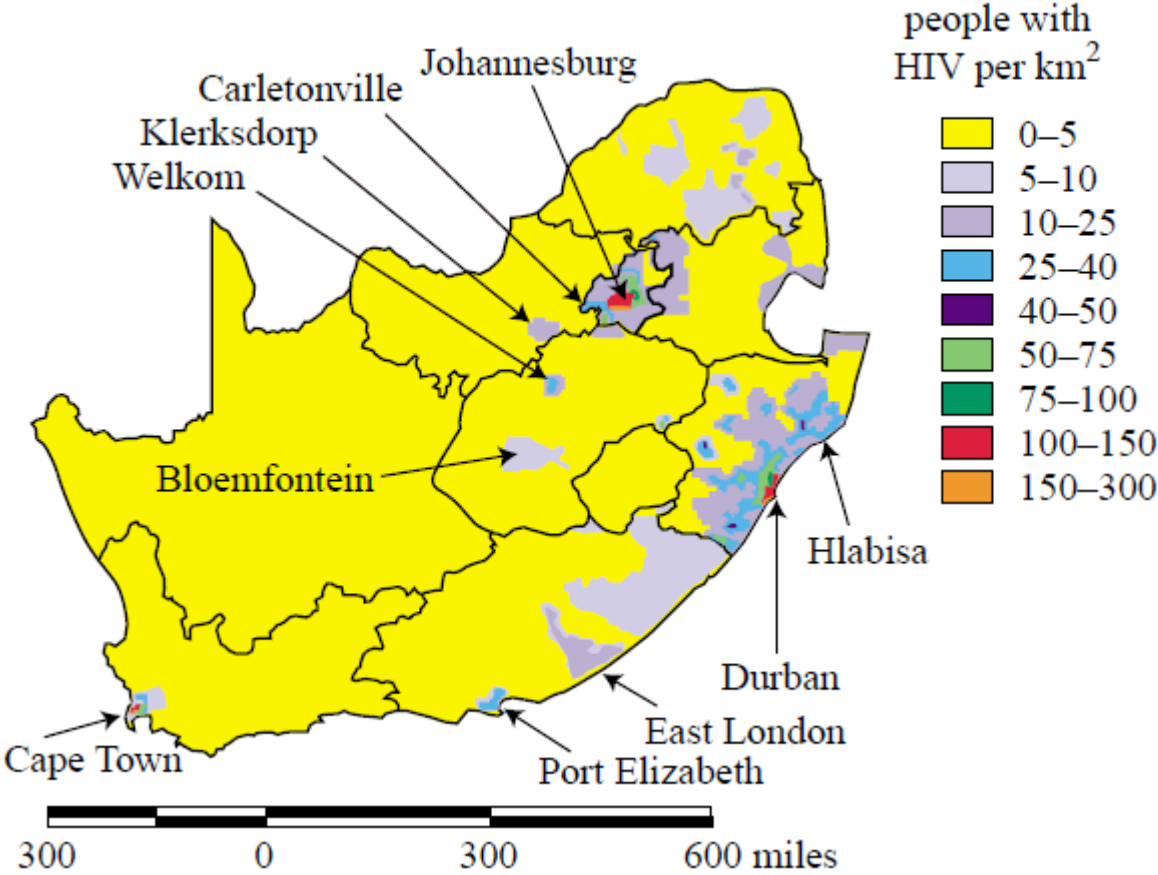 people with
HIV per km²
0–5
5–10
10–25
25–40
40–50
50–75
75–100
100–150
150–300
Johannesburg
Carletonville
Klerksdorp
Welkom
Bloemfontein
Hlabisa
Durban
East London
Port Elizabeth
Cape Town
300 0 300 600 miles